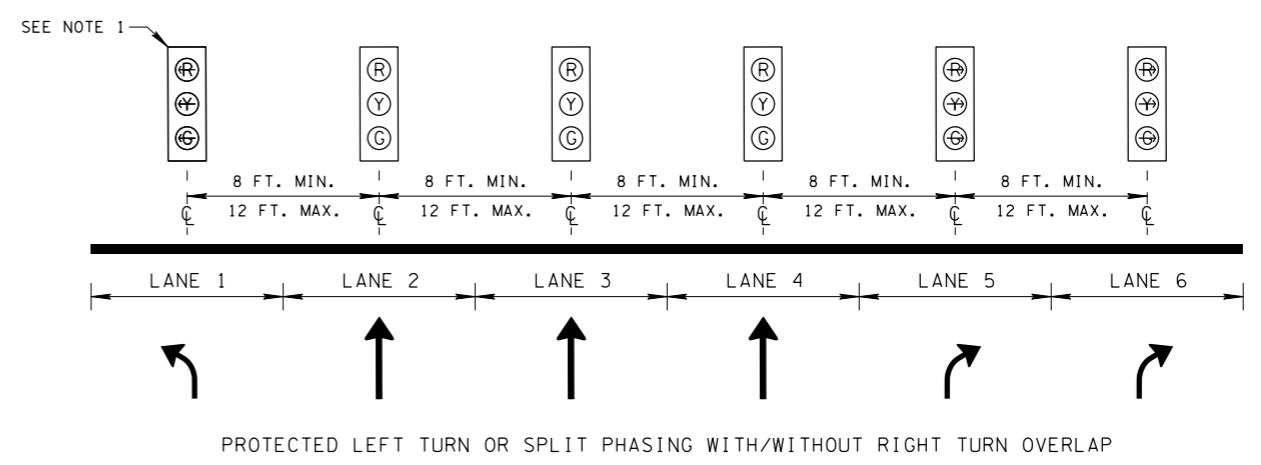 SEE NOTE 1
R R R R R R
Y Y Y Y Y Y
G G G G G G
8 FT. MIN. 8 FT. MIN. 8 FT. MIN. 8 FT. MIN. 8 FT. MIN.
12 FT. MAX. 12 FT. MAX. 12 FT. MAX. 12 FT. MAX. 12 FT. MAX.
℄ ℄ ℄ ℄ ℄ ℄
LANE 1 LANE 2 LANE 3 LANE 4 LANE 5 LANE 6
PROTECTED LEFT TURN OR SPLIT PHASING WITH/WITHOUT RIGHT TURN OVERLAP